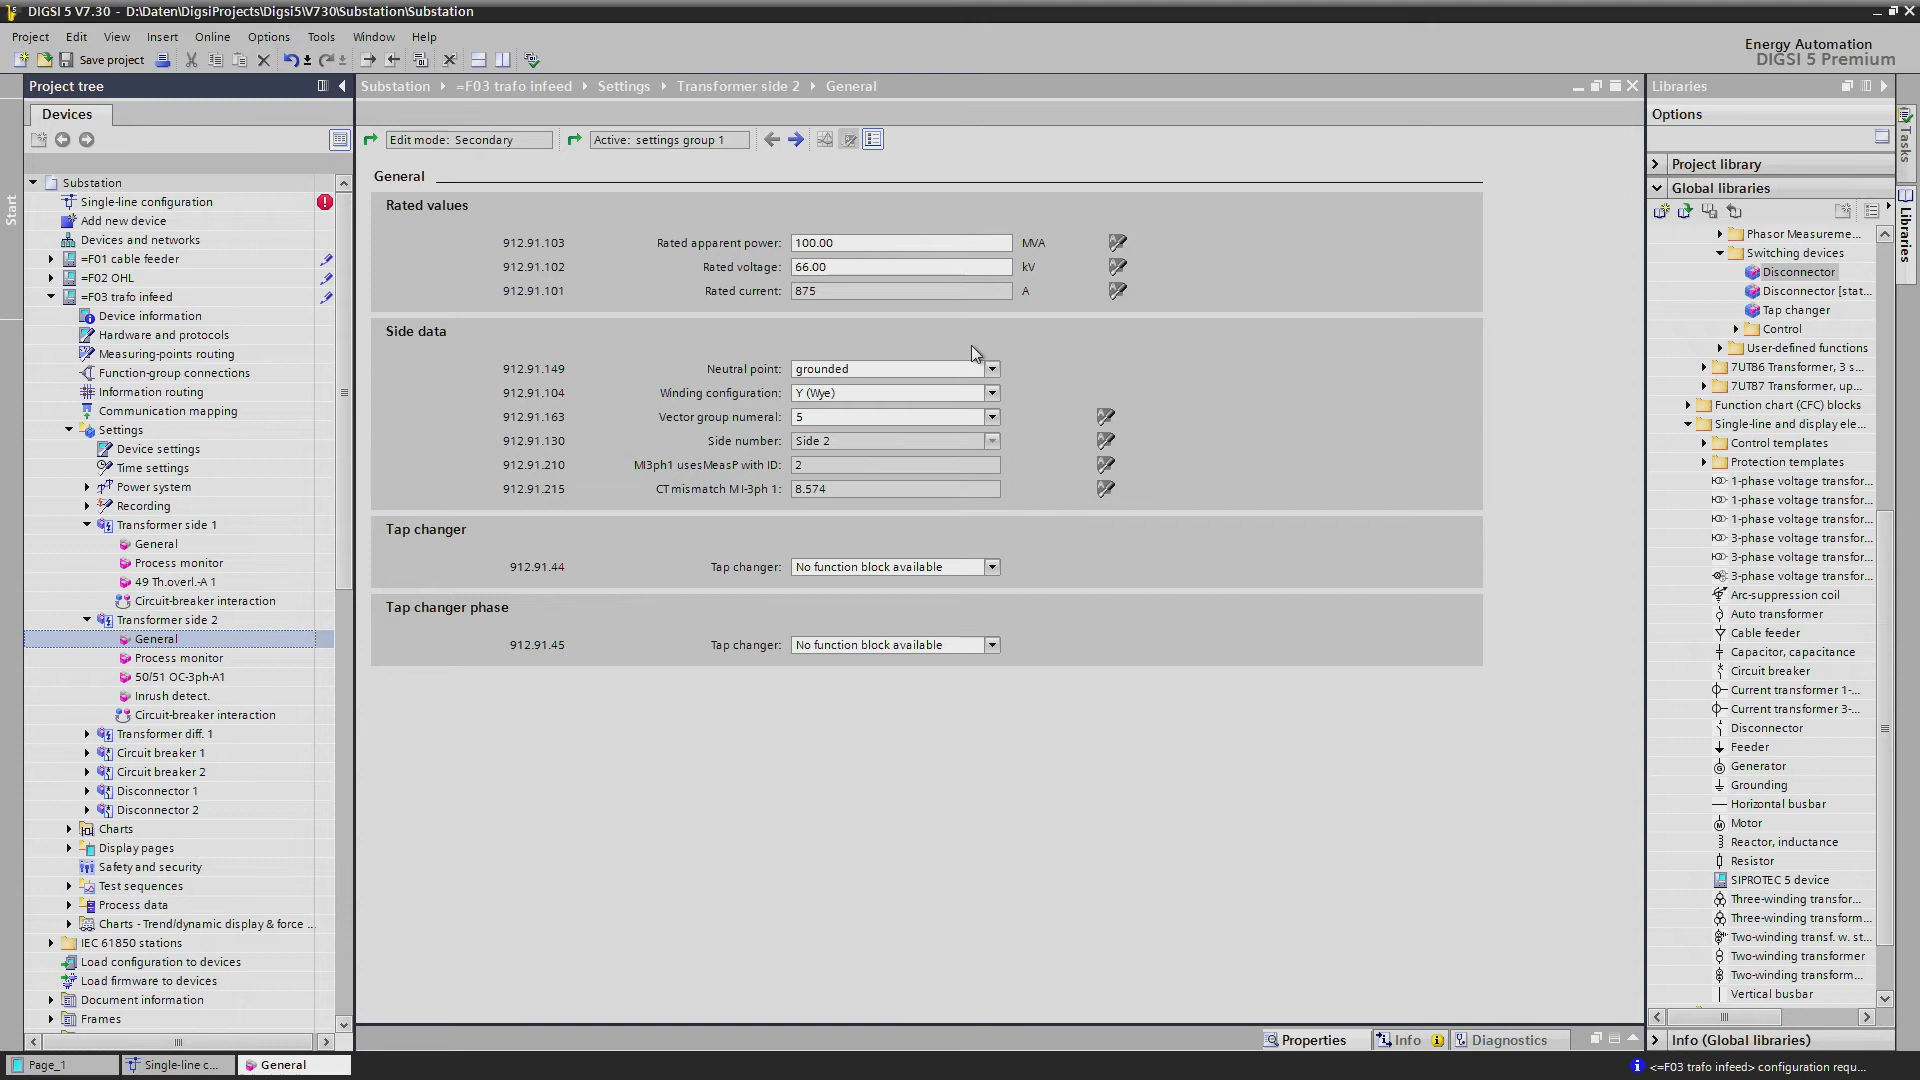 DIGSI 5 V7.30 - D:\Daten\DigsiProjects\Digsi5\V730\Substation\Substation
Project Edit View Insert Online Options Tools Window Help
Save project
Energy Automation
DIGSI 5 Premium
Project tree
Devices
Start
Substation
Single-line configuration
Add new device
Devices and networks
=F01 cable feeder
=F02 OHL
=F03 trafo infeed
Device information
Hardware and protocols
Measuring-points routing
Function-group connections
Information routing
Communication mapping
Settings
Device settings
Time settings
Power system
Recording
Transformer side 1
General
Process monitor
49 Th.overl.-A 1
Circuit-breaker interaction
Transformer side 2
General
Process monitor
50/51 OC-3ph-A1
Inrush detect.
Circuit-breaker interaction
Transformer diff. 1
Circuit breaker 1
Circuit breaker 2
Disconnector 1
Disconnector 2
Charts
Display pages
Safety and security
Test sequences
Process data
Charts - Trend/dynamic display & force ...
IEC 61850 stations
Load configuration to devices
Load firmware to devices
Document information
Frames
Substation =F03 trafo infeed Settings Transformer side 2 General
Edit mode: Secondary Active: settings group 1
General
Rated values
912.91.103 Rated apparent power: 100.00 MVA
912.91.102 Rated voltage: 66.00 kV
912.91.101 Rated current: 875 A
Side data
912.91.149 Neutral point: grounded
912.91.104 Winding configuration: Y (Wye)
912.91.163 Vector group numeral: 5
912.91.130 Side number: Side 2
912.91.210 MI3ph1 usesMeasP with ID: 2
912.91.215 CT mismatch MI-3ph 1: 8.574
Tap changer
912.91.44 Tap changer: No function block available
Tap changer phase
912.91.45 Tap changer: No function block available
Properties Info Diagnostics
Libraries
Options
Project library
Global libraries
Phasor Measureme...
Switching devices
Disconnector
Disconnector [stat...
Tap changer
Control
User-defined functions
7UT86 Transformer, 3 s...
7UT87 Transformer, up...
Function chart (CFC) blocks
Single-line and display ele...
Control templates
Protection templates
1-phase voltage transfor...
1-phase voltage transfor...
1-phase voltage transfor...
3-phase voltage transfor...
3-phase voltage transfor...
3-phase voltage transfor...
Arc-suppression coil
Auto transformer
Cable feeder
Capacitor, capacitance
Circuit breaker
Current transformer 1-...
Current transformer 3-...
Disconnector
Feeder
Generator
Grounding
Horizontal busbar
Motor
Reactor, inductance
Resistor
SIPROTEC 5 device
Three-winding transfor...
Three-winding transform...
Two-winding transf. w. st...
Two-winding transformer
Two-winding transform...
Vertical busbar
Info (Global libraries)
Tasks
Libraries
Page_1 Single-line c... General
<=F03 trafo infeed> configuration requ...